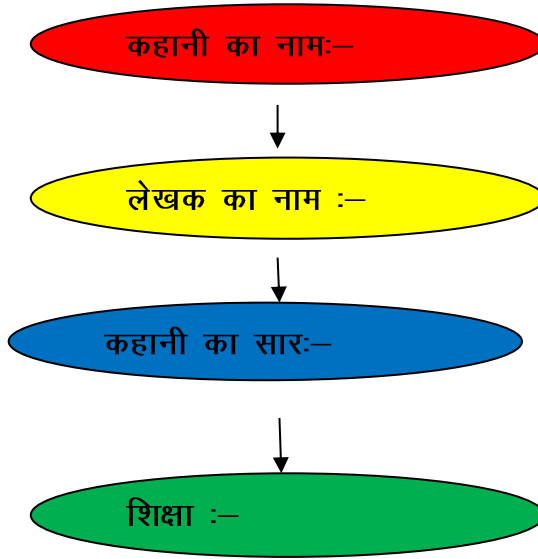 कहानी का नाम:–
लेखक का नाम :–
कहानी का सार:–
शिक्षा :–